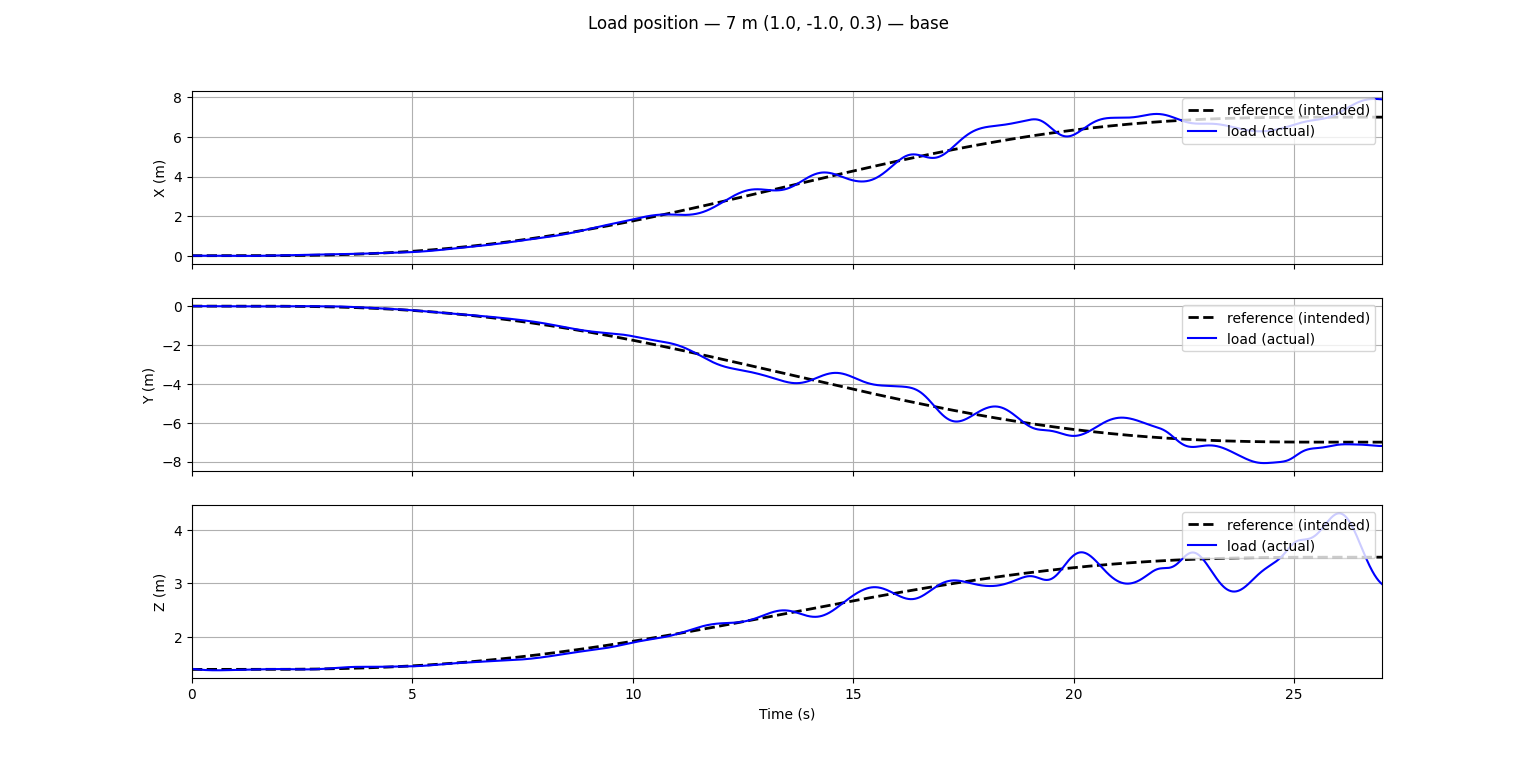 Load position — 7 m (1.0, -1.0, 0.3) — base
8
6
4
2
0
X (m)
reference (intended)
load (actual)
0
−2
−4
−6
−8
Y (m)
reference (intended)
load (actual)
4
3
2
Z (m)
reference (intended)
load (actual)
0 5 10 15 20 25
Time (s)